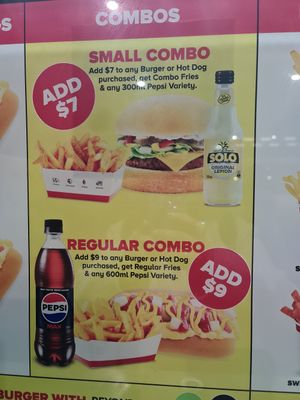 COMBOS
SMALL COMBO
Add $7 to any Burger or Hot Dog
purchased, get Combo Fries
& any 300ml Pepsi Variety.
ADD
$7
SOLO
ORIGINAL
LEMON
REGULAR COMBO
Add $9 to any Burger or Hot Dog
purchased, get Regular Fries
& any 600ml Pepsi Variety.
ADD
$9
PEPSI
MAX
BURGER WITH